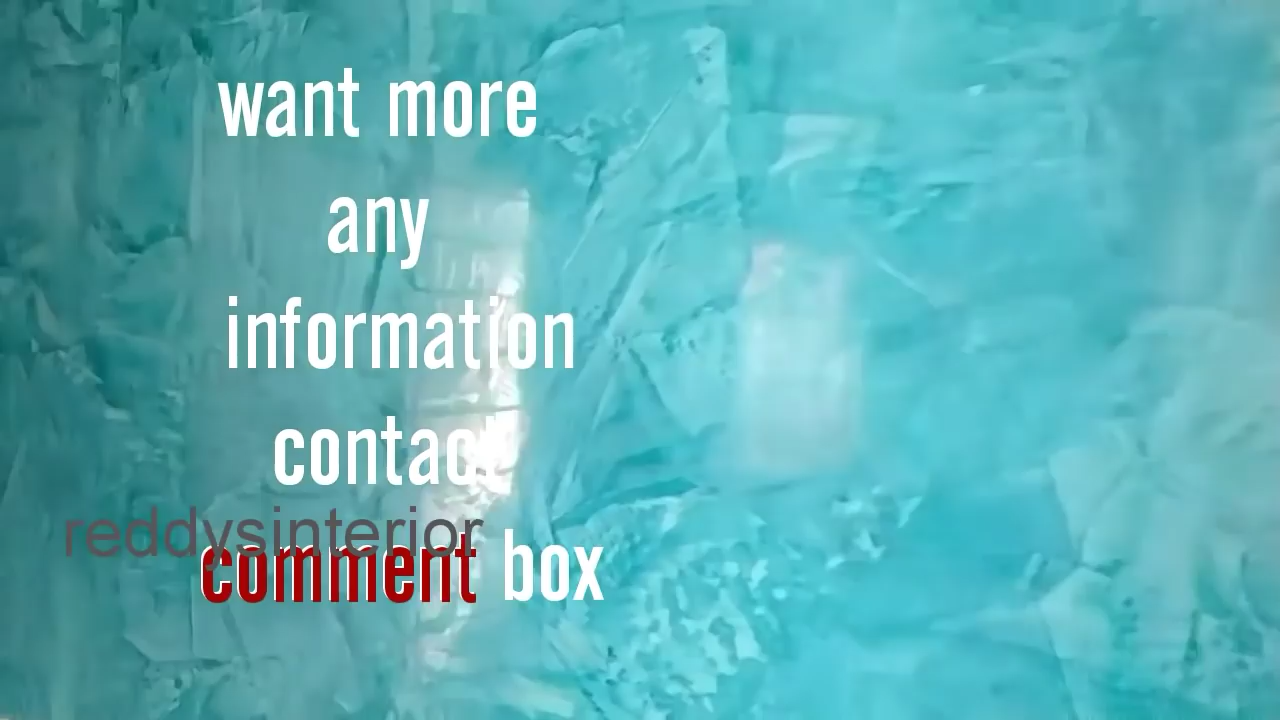 want more
any
information
contact
reddysinterior
comment box